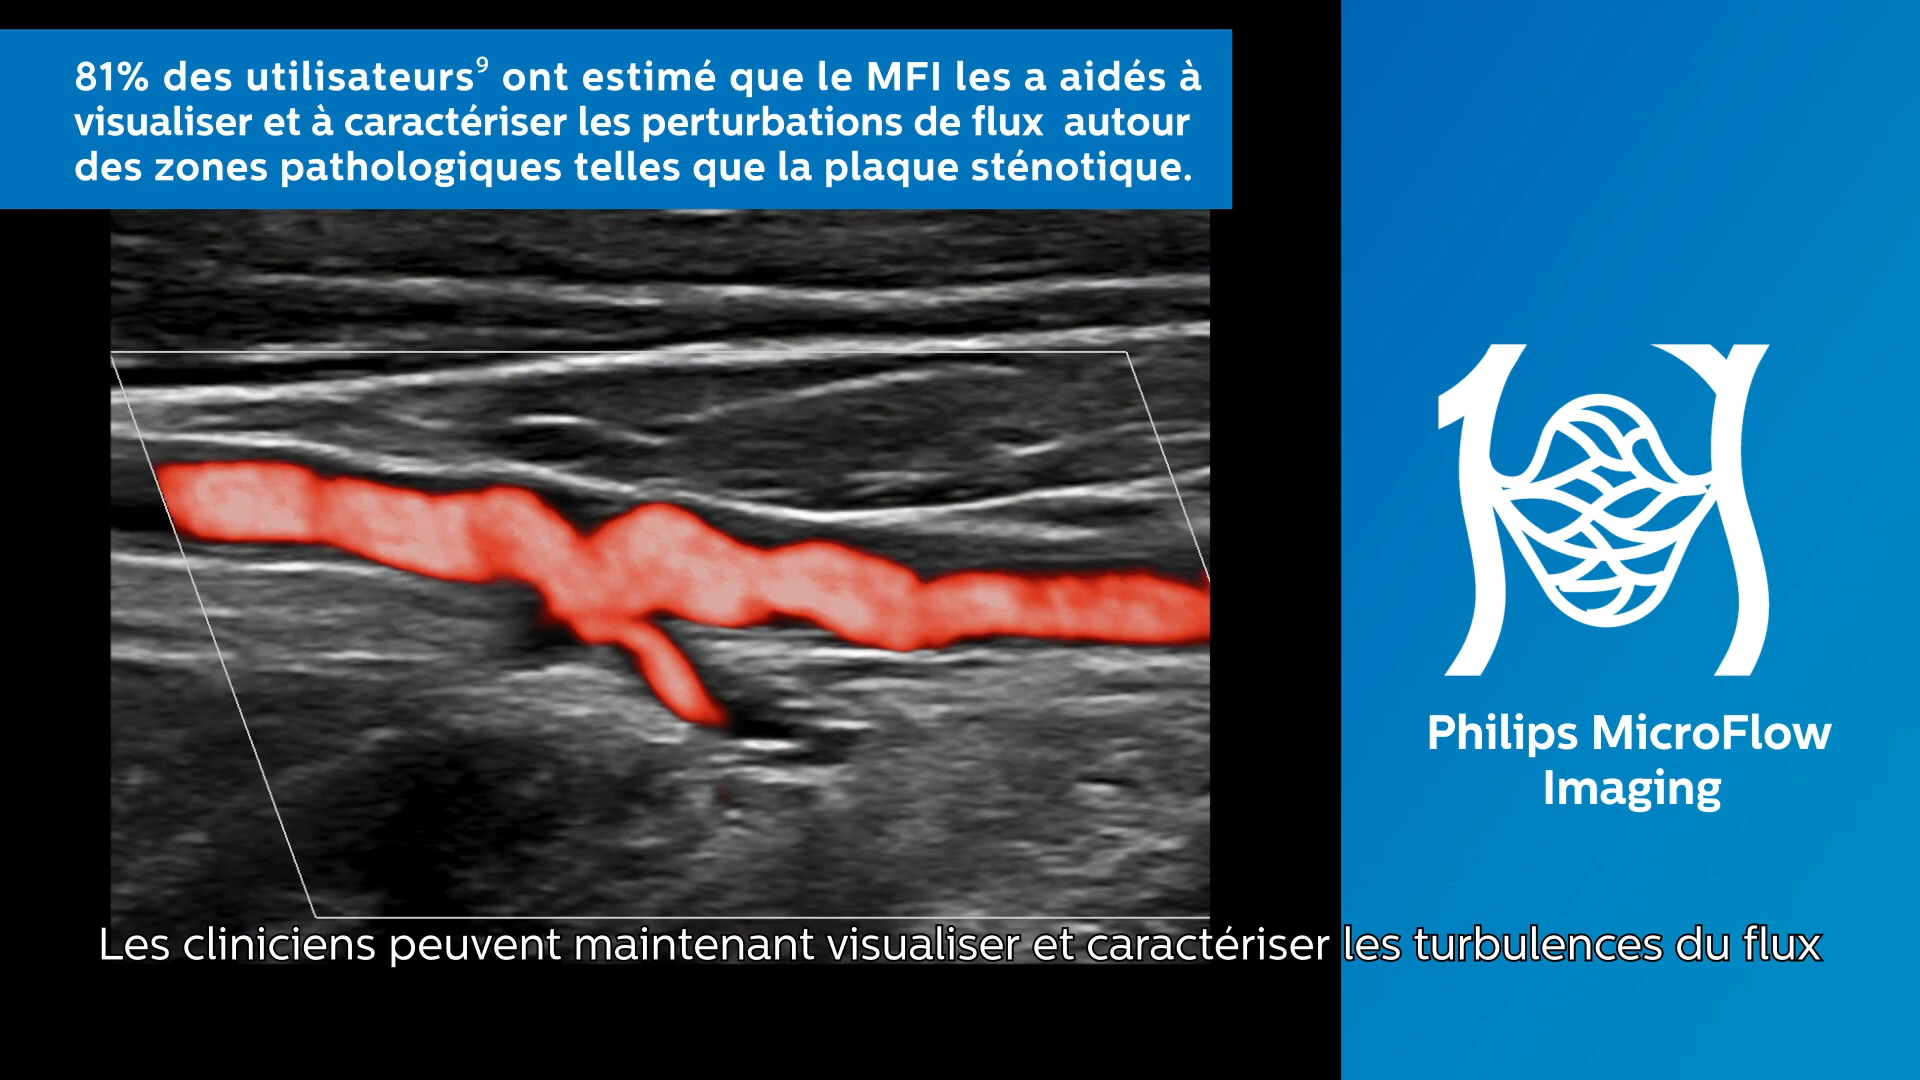 81% des utilisateurs⁹ ont estimé que le MFI les a aidés à
visualiser et à caractériser les perturbations de flux  autour
des zones pathologiques telles que la plaque sténotique.
Philips MicroFlow
Imaging
Les cliniciens peuvent maintenant visualiser et caractériser les turbulences du flux